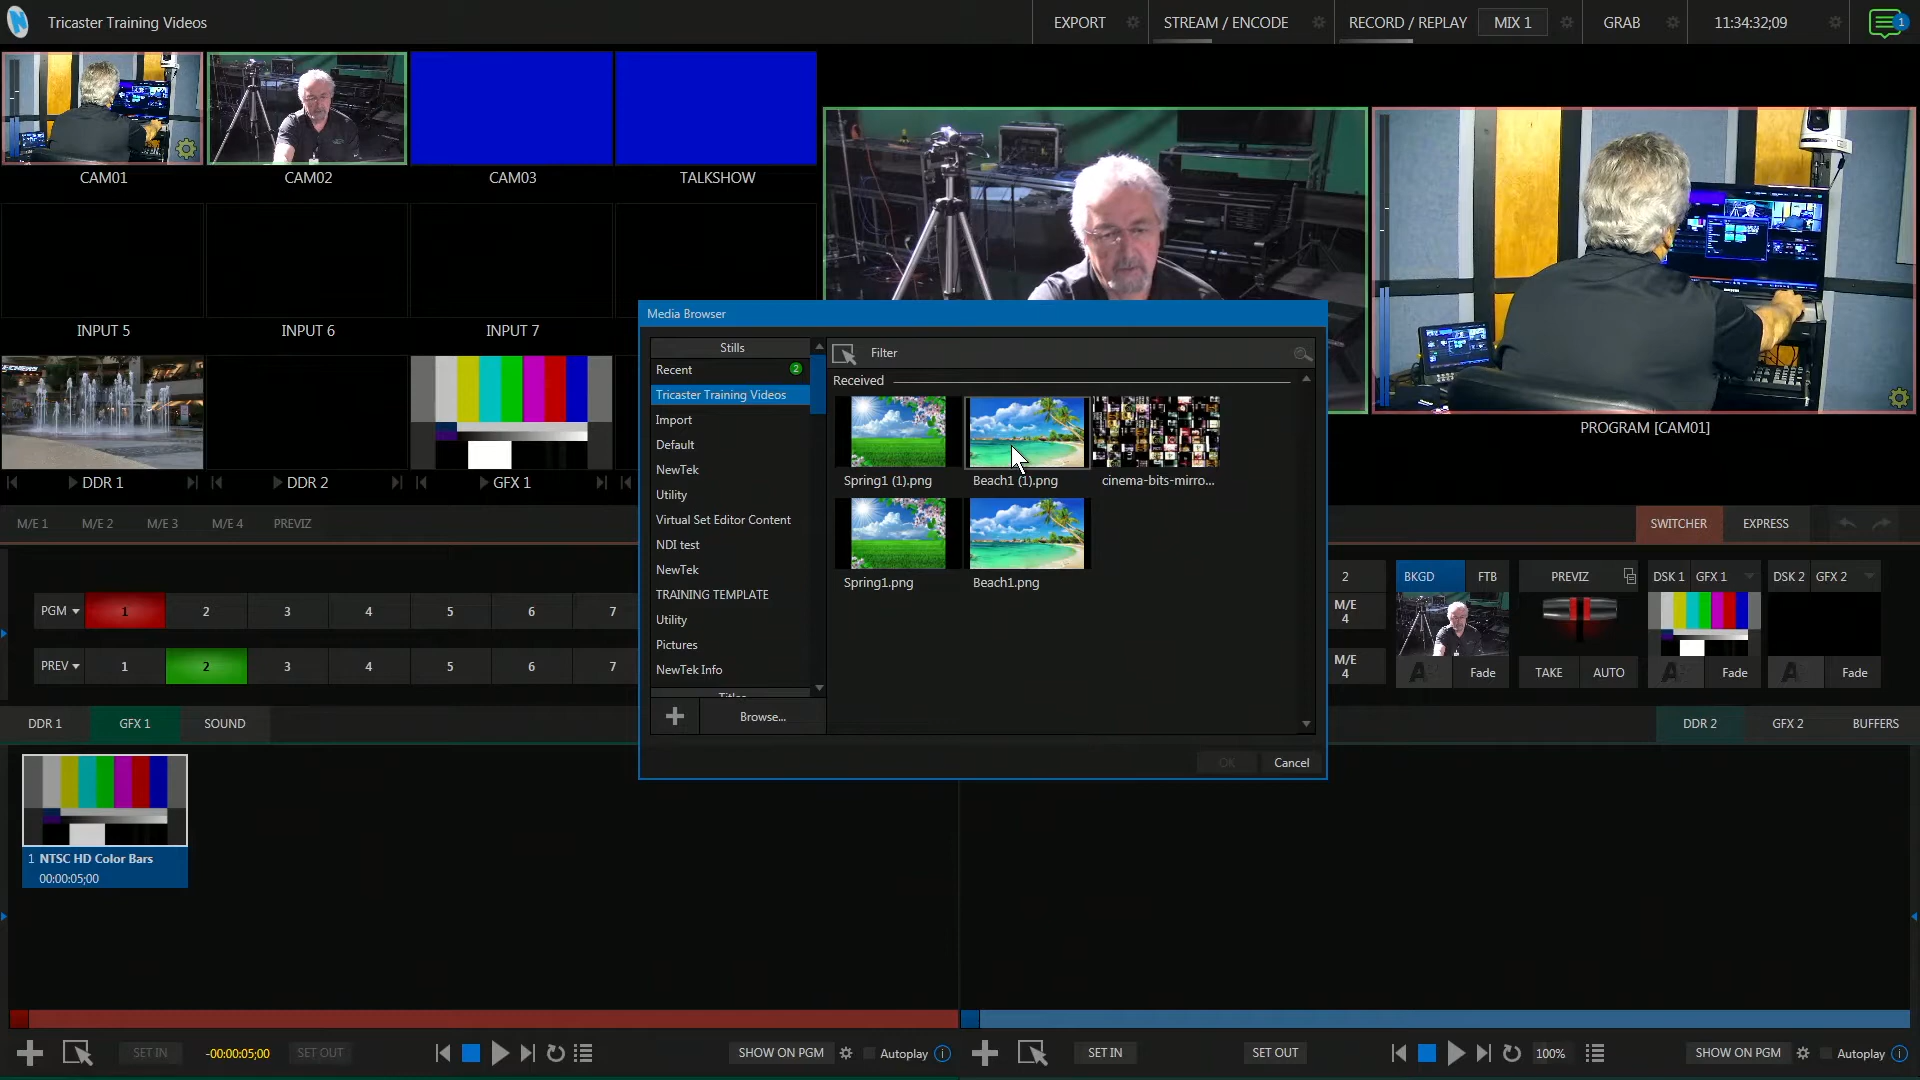 Tricaster Training Videos
EXPORT
STREAM / ENCODE
RECORD / REPLAY
MIX 1
GRAB
11:34:32;09
1
CAM01
CAM02
CAM03
TALKSHOW
INPUT 5
INPUT 6
INPUT 7
PROGRAM [CAM01]
DDR 1
DDR 2
GFX 1
M/E 1
M/E 2
M/E 3
M/E 4
PREVIZ
SWITCHER
EXPRESS
Media Browser
Stills
Recent
2
Tricaster Training Videos
Import
Default
NewTek
Utility
Virtual Set Editor Content
NDI test
NewTek
TRAINING TEMPLATE
Utility
Pictures
NewTek Info
Browse...
Filter
Received
Spring1 (1).png
Beach1 (1).png
cinema-bits-mirro...
Spring1.png
Beach1.png
OK
Cancel
PGM
1
2
3
4
5
6
7
PREV
1
2
3
4
5
6
7
2
M/E
4
M/E
4
BKGD
FTB
PREVIZ
DSK 1
GFX 1
DSK 2
GFX 2
Fade
TAKE
AUTO
Fade
Fade
DDR 1
GFX 1
SOUND
DDR 2
GFX 2
BUFFERS
1 NTSC HD Color Bars
00:00:05;00
SET IN
-00:00:05;00
SET OUT
SHOW ON PGM
Autoplay
SET IN
SET OUT
100%
SHOW ON PGM
Autoplay